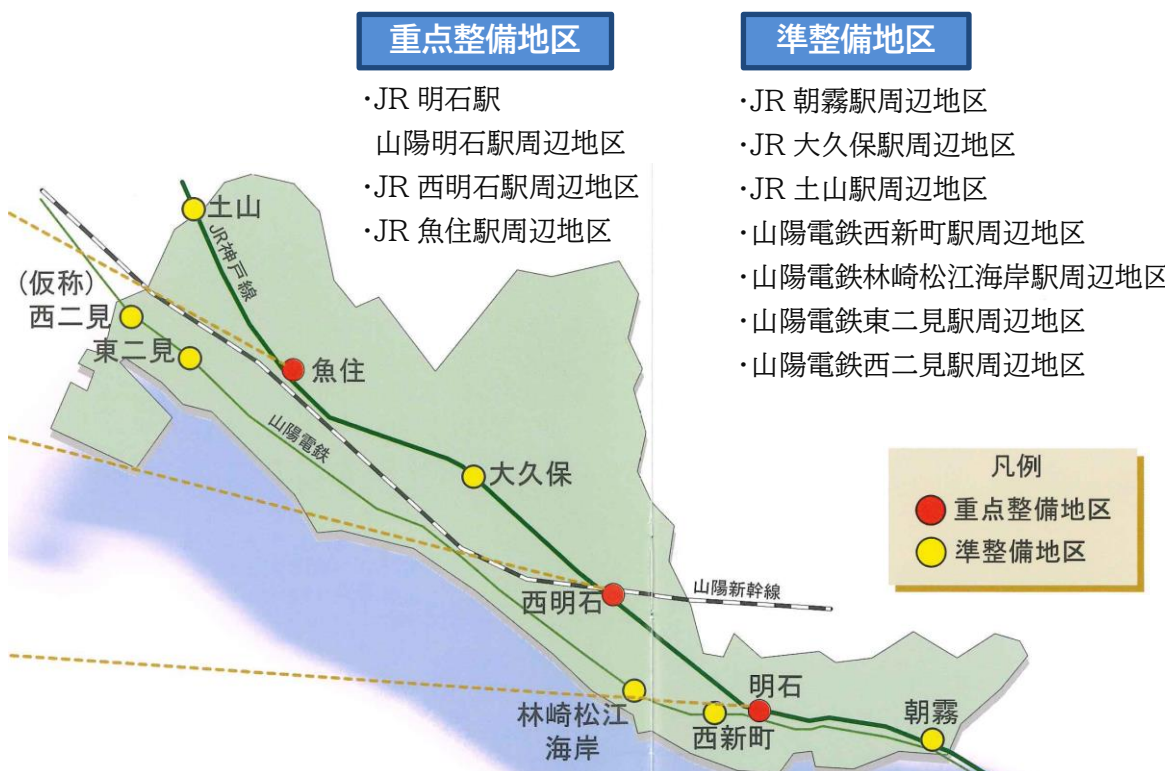 重点整備地区
・JR 明石駅
山陽明石駅周辺地区
・JR 西明石駅周辺地区
・JR 魚住駅周辺地区
準整備地区
・JR 朝霧駅周辺地区
・JR 大久保駅周辺地区
・JR 土山駅周辺地区
・山陽電鉄西新町駅周辺地区
・山陽電鉄林崎松江海岸駅周辺地区
・山陽電鉄東二見駅周辺地区
・山陽電鉄西二見駅周辺地区
土山
JR神戸線
(仮称)
西二見
東二見
魚住
山陽電鉄
大久保
凡例
重点整備地区
準整備地区
西明石
山陽新幹線
林崎松江
海岸
西新町
明石
朝霧